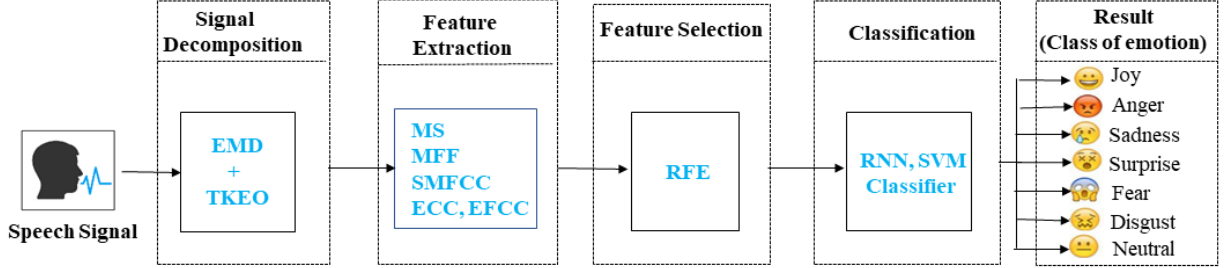 Speech Signal
Signal
Decomposition
EMD
+
TKEO
Feature
Extraction
MS
MFF
SMFCC
ECC, EFCC
Feature Selection
RFE
Classification
RNN, SVM
Classifier
Result
(Class of emotion)
Joy
Anger
Sadness
Surprise
Fear
Disgust
Neutral